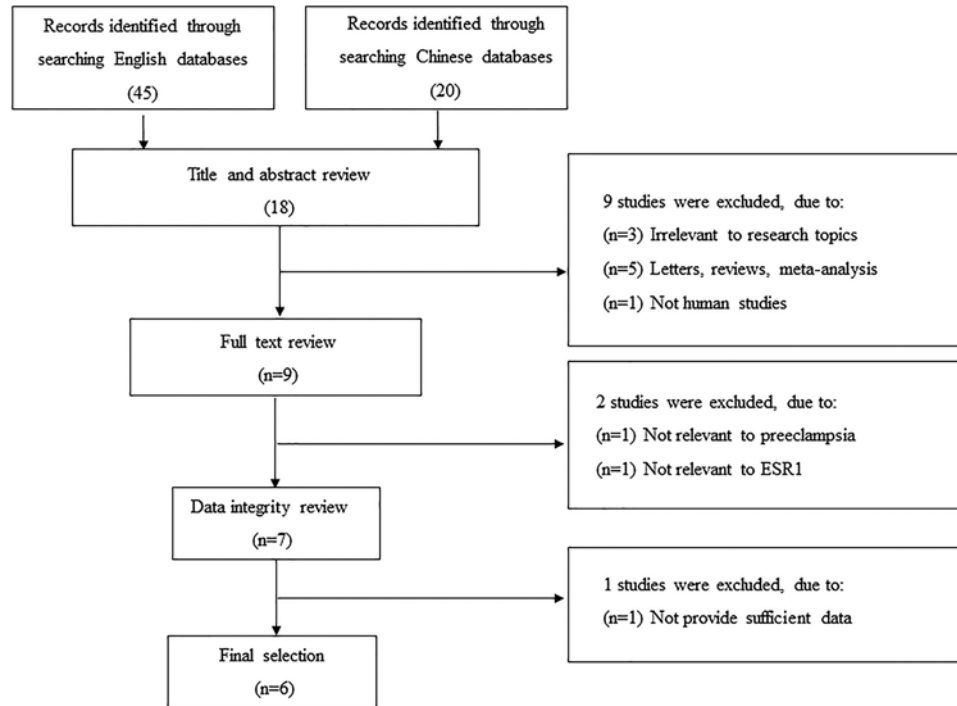 Records identified through
searching English databases
(45)
Records identified through
searching Chinese databases
(20)
Title and abstract review
(18)
9 studies were excluded, due to:
(n=3) Irrelevant to research topics
(n=5) Letters, reviews, meta-analysis
(n=1) Not human studies
Full text review
(n=9)
2 studies were excluded, due to:
(n=1) Not relevant to preeclampsia
(n=1) Not relevant to ESR1
Data integrity review
(n=7)
1 studies were excluded, due to:
(n=1) Not provide sufficient data
Final selection
(n=6)